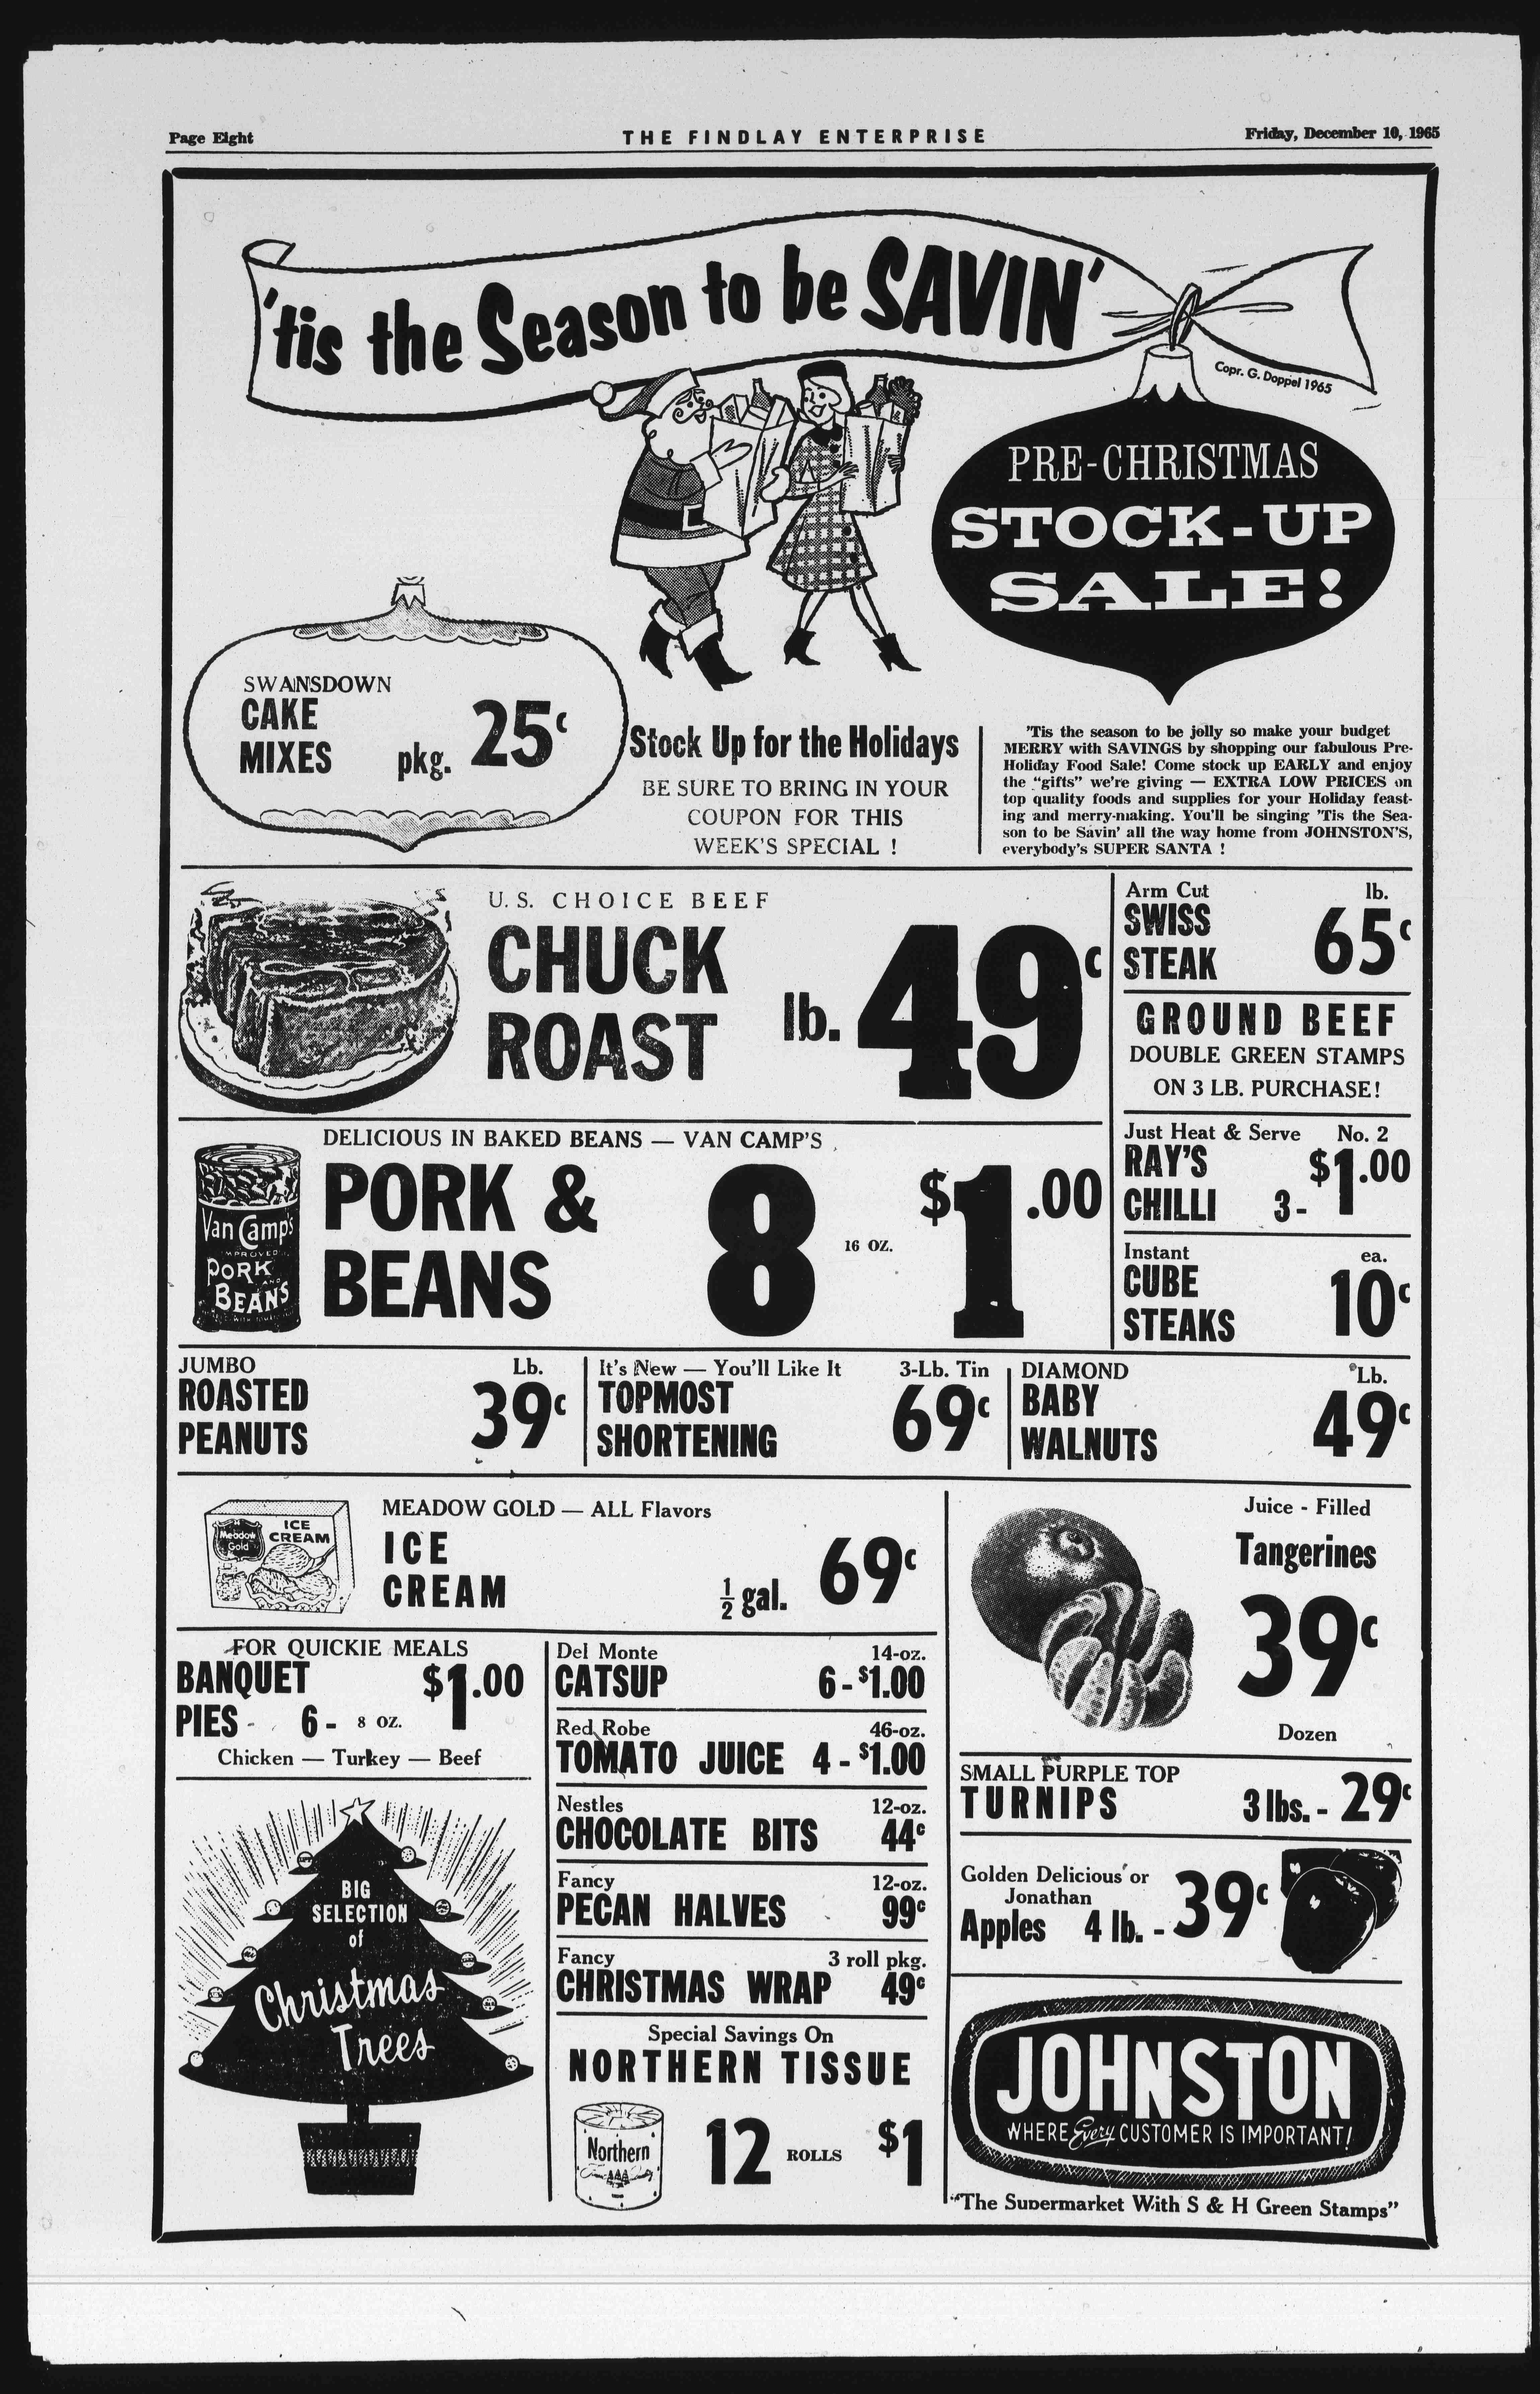 Page Eight
THE FINDLAY ENTERPRISE
Friday, December 10, 1965
'tis the Season to be SAVIN'
Copr. G. Doppel 1965
PRE-CHRISTMAS
STOCK-UP
SALE!
SWANSDOWN
CAKE
MIXES pkg. 25¢
Stock Up for the Holidays
BE SURE TO BRING IN YOUR
COUPON FOR THIS
WEEK'S SPECIAL !
'Tis the season to be jolly so make your budget
MERRY with SAVINGS by shopping our fabulous Pre-
Holiday Food Sale! Come stock up EARLY and enjoy
the "gifts" we're giving — EXTRA LOW PRICES on
top quality foods and supplies for your Holiday feast-
ing and merry-making. You'll be singing 'Tis the Sea-
son to be Savin' all the way home from JOHNSTON'S,
everybody's SUPER SANTA !
U.S. CHOICE BEEF
CHUCK
ROAST
lb. 49¢
Arm Cut lb.
SWISS
STEAK 65¢
GROUND BEEF
DOUBLE GREEN STAMPS
ON 3 LB. PURCHASE!
DELICIOUS IN BAKED BEANS — VAN CAMP'S
PORK &
BEANS
8 16 OZ. $1.00
Van Camp's
IMPROVED
PORK
AND
BEANS
Just Heat & Serve No. 2
RAY'S
CHILLI 3- $1.00
Instant ea.
CUBE
STEAKS 10¢
JUMBO Lb.
ROASTED
PEANUTS 39¢
It's New — You'll Like It 3-Lb. Tin
TOPMOST
SHORTENING 69¢
DIAMOND Lb.
BABY
WALNUTS 49¢
Meadow
Gold
ICE
CREAM
MEADOW GOLD — ALL Flavors
ICE
CREAM
½ gal. 69¢
Juice - Filled
Tangerines
39¢
Dozen
FOR QUICKIE MEALS
BANQUET $1.00
PIES - 6 - 8 OZ.
Chicken — Turkey — Beef
Del Monte 14-oz.
CATSUP 6-$1.00
Red Robe 46-oz.
TOMATO JUICE 4-$1.00
Nestles 12-oz.
CHOCOLATE BITS 44¢
Fancy 12-oz.
PECAN HALVES 99¢
Fancy 3 roll pkg.
CHRISTMAS WRAP 49¢
Special Savings On
NORTHERN TISSUE
Northern
12 ROLLS $1
SMALL PURPLE TOP
TURNIPS 3 lbs. - 29¢
Golden Delicious or
Jonathan
Apples 4 lb. - 39¢
BIG
SELECTION
of
Christmas
Trees
JOHNSTON
WHERE Every CUSTOMER IS IMPORTANT!
"The Supermarket With S & H Green Stamps"